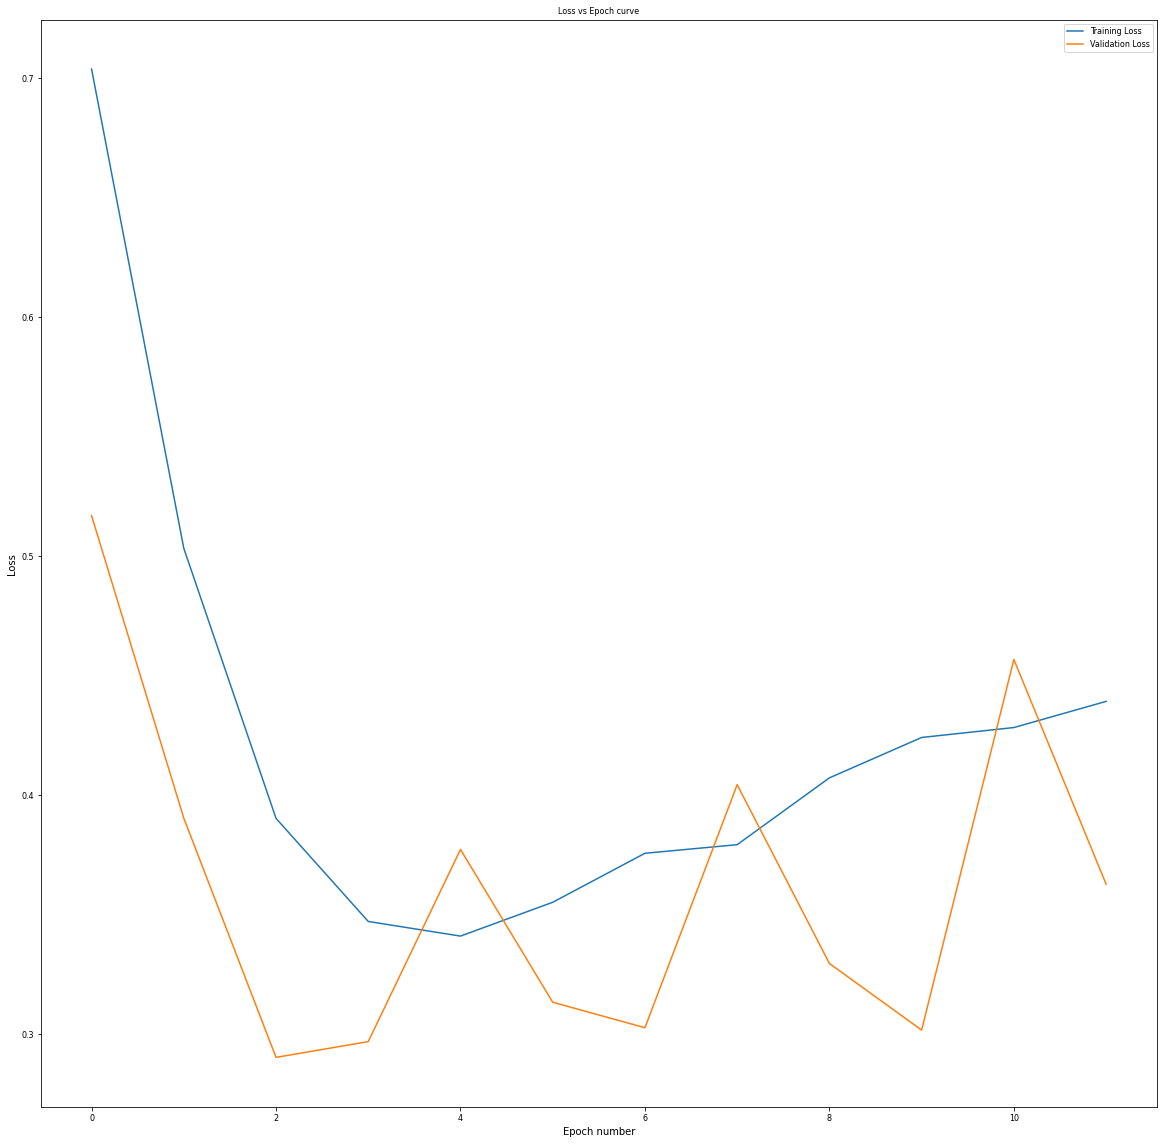 Loss vs Epoch curve
Training Loss
Validation Loss
0.7
0.6
0.5
0.4
0.3
Loss
0 2 4 6 8 10
Epoch number